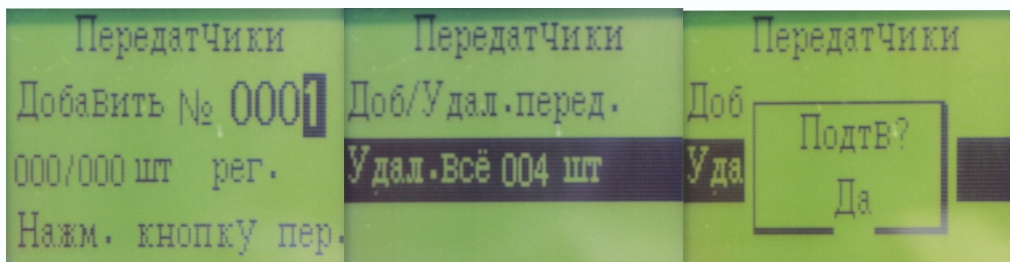 Передатчики
Добавить № 0001
000/000 шт рег.
Нажм. кнопку пер.
Передатчики
Доб/Удал.перед.
Удал.всё 004 шт
Передатчики
Доб
Подтв?
Уда
Да